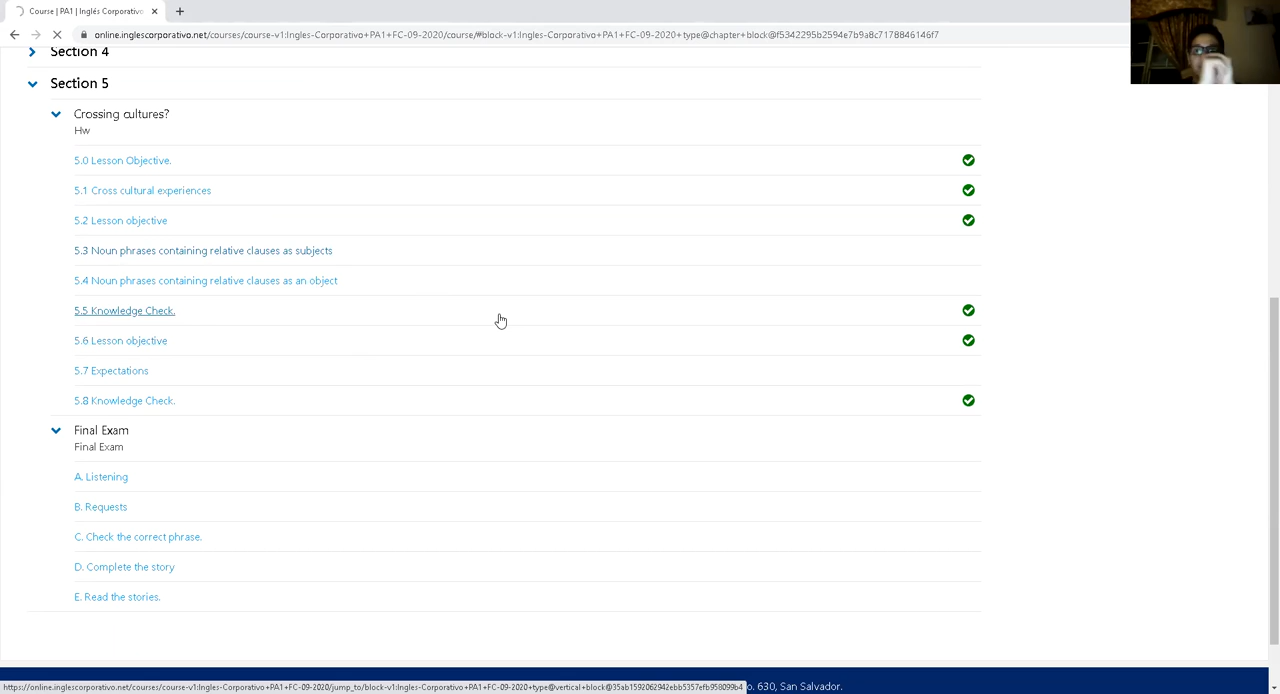 Course | PA1 | Inglés Corporativo
online.inglescorporativo.net/courses/course-v1:Ingles-Corporativo+PA1+FC-09-2020/course/#block-v1:Ingles-Corporativo+PA1+FC-09-2020+type@chapter+block@f5342295b2594e7b9a8c7178846146f7
Section 4
Section 5
Crossing cultures?
Hw
5.0 Lesson Objective.
5.1 Cross cultural experiences
5.2 Lesson objective
5.3 Noun phrases containing relative clauses as subjects
5.4 Noun phrases containing relative clauses as an object
5.5 Knowledge Check.
5.6 Lesson objective
5.7 Expectations
5.8 Knowledge Check.
Final Exam
Final Exam
A. Listening
B. Requests
C. Check the correct phrase.
D. Complete the story
E. Read the stories.
https://online.inglescorporativo.net/courses/course-v1:Ingles-Corporativo+PA1+FC-09-2020/jump_to/block-v1:Ingles-Corporativo+PA1+FC-09-2020+type@vertical+block@35ab1592062942ebb5357efb958099b4
o. 630, San Salvador.